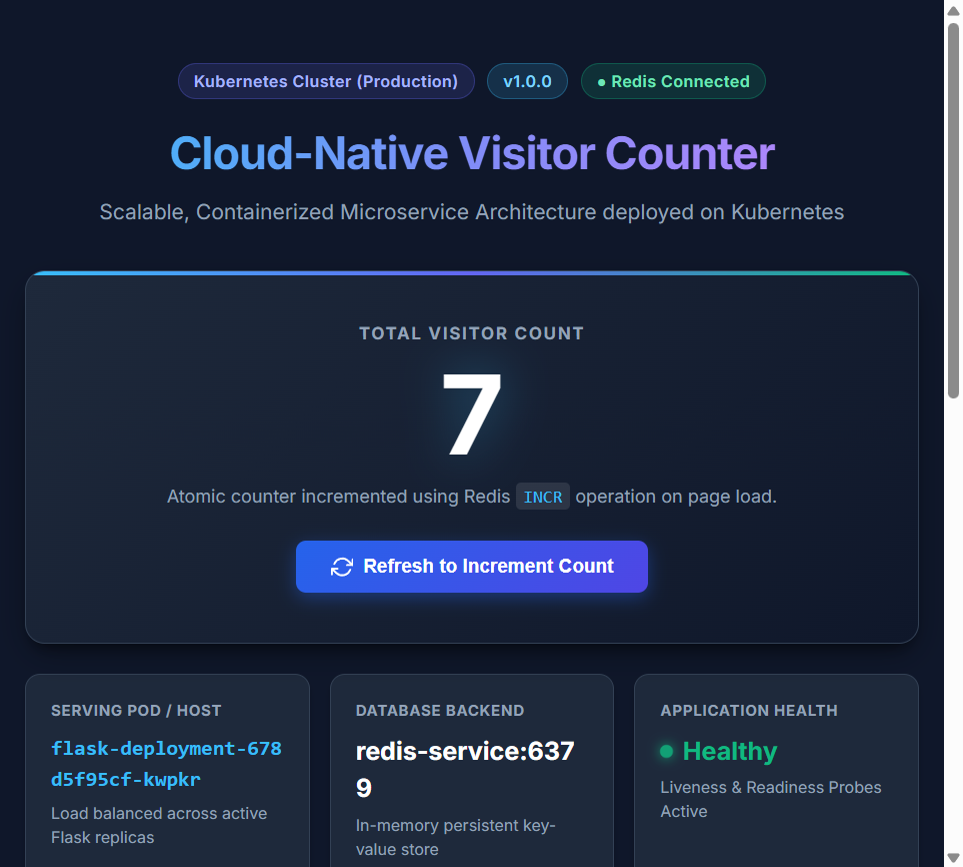 Kubernetes Cluster (Production) v1.0.0 ● Redis Connected
Cloud-Native Visitor Counter
Scalable, Containerized Microservice Architecture deployed on Kubernetes
TOTAL VISITOR COUNT
7
Atomic counter incremented using Redis INCR operation on page load.
Refresh to Increment Count
SERVING POD / HOST
flask-deployment-678
d5f95cf-kwpkr
Load balanced across active
Flask replicas
DATABASE BACKEND
redis-service:637
9
In-memory persistent key-
value store
APPLICATION HEALTH
Healthy
Liveness & Readiness Probes
Active